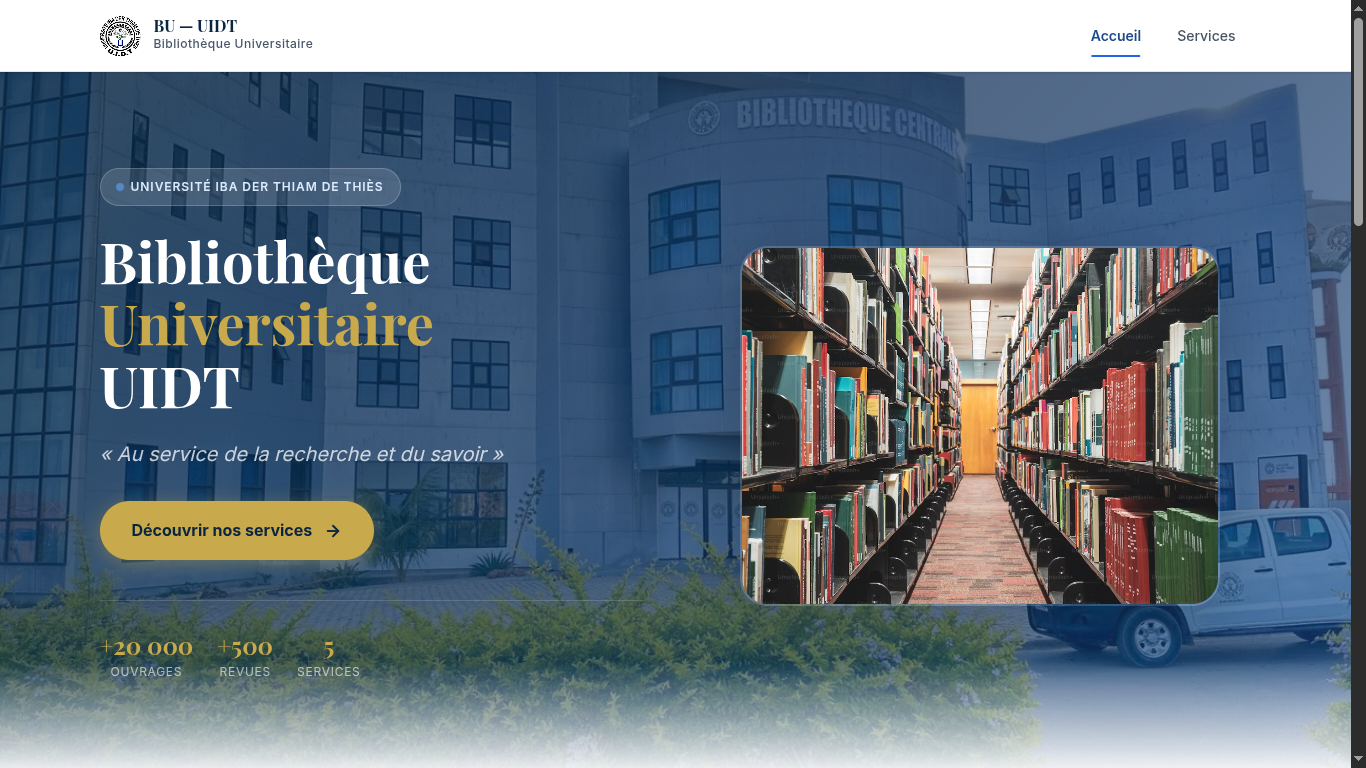 BU — UIDT
Bibliothèque Universitaire
Accueil
Services
BIBLIOTHEQUE CENTRALE
UNIVERSITÉ IBA DER THIAM DE THIÈS
Bibliothèque
Universitaire
UIDT
« Au service de la recherche et du savoir »
Découvrir nos services →
+20 000
OUVRAGES
+500
REVUES
5
SERVICES